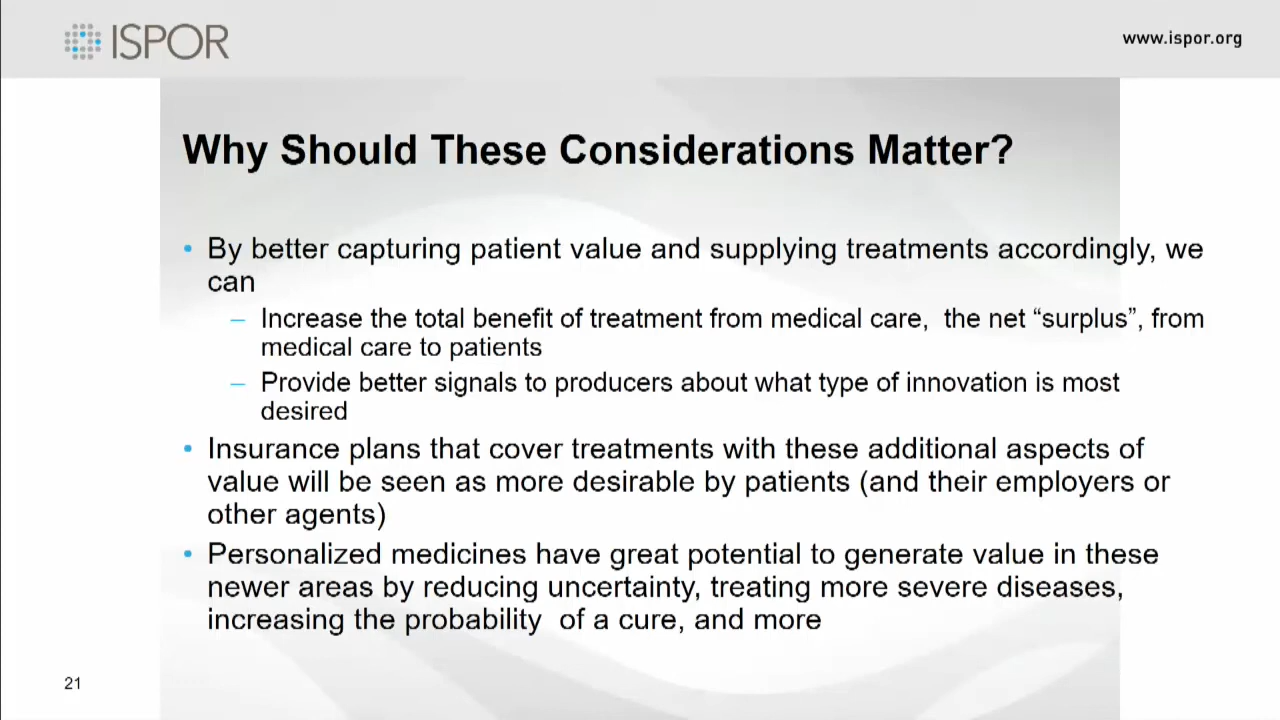 ISPOR
www.ispor.org
Why Should These Considerations Matter?
• By better capturing patient value and supplying treatments accordingly, we
can
– Increase the total benefit of treatment from medical care,  the net “surplus”, from
medical care to patients
– Provide better signals to producers about what type of innovation is most
desired
• Insurance plans that cover treatments with these additional aspects of
value will be seen as more desirable by patients (and their employers or
other agents)
• Personalized medicines have great potential to generate value in these
newer areas by reducing uncertainty, treating more severe diseases,
increasing the probability  of a cure, and more
21